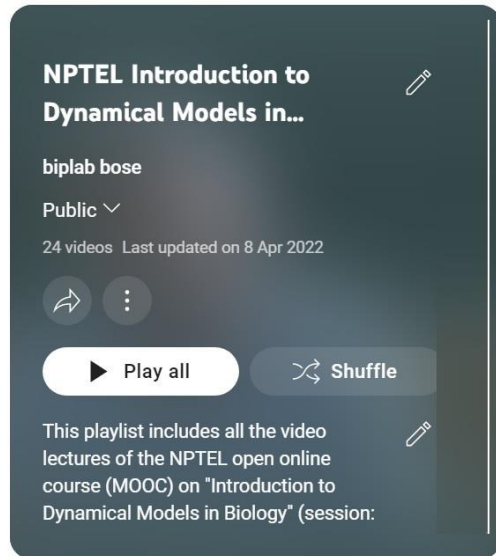 NPTEL Introduction to
Dynamical Models in...
biplab bose
Public
24 videos Last updated on 8 Apr 2022
Play all
Shuffle
This playlist includes all the video
lectures of the NPTEL open online
course (MOOC) on "Introduction to
Dynamical Models in Biology" (session: